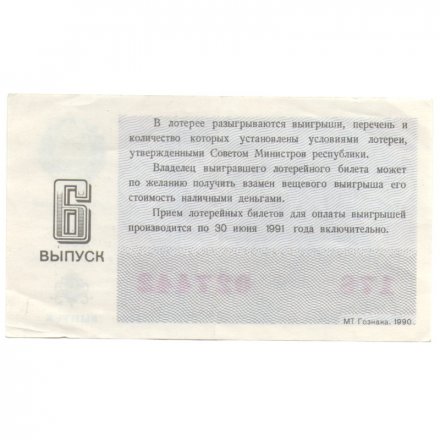 В лотерее разыгрываются выигрыши, перечень и
количество которых установлены условиями лотереи,
утвержденными Советом Министров республики.
Владелец выигравшего лотерейного билета может
по желанию получить взамен вещевого выигрыша его
стоимость наличными деньгами.
Прием лотерейных билетов для оплаты выигрышей
производится по 30 июня 1991 года включительно.
6
ВЫПУСК
МТ Гознака. 1990.